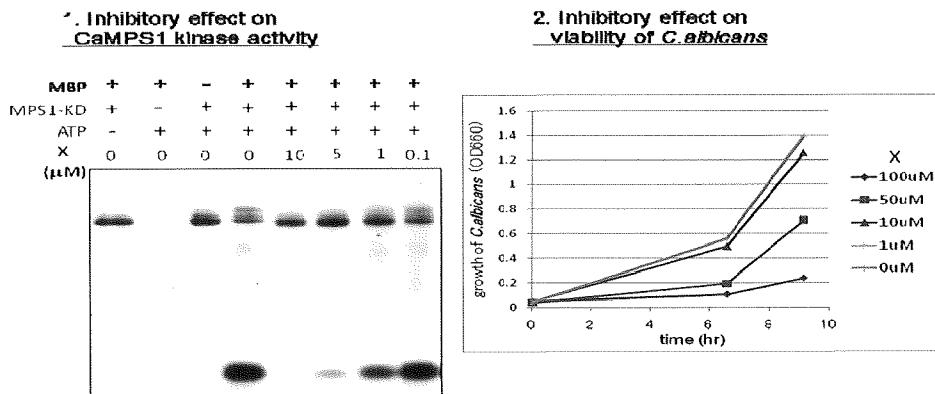 1. Inhibitory effect on
CaMPS1 kinase activity
MBP + + - + + + + +
MPS1-KD + - + + + + + +
ATP - + + + + + + +
X 0 0 0 0 10 5 1 0.1
(μM)
2. Inhibitory effect on
viability of C.albicans
growth of C.albicans (OD660)
1.6
1.4
1.2
1
0.8
0.6
0.4
0.2
0
0 2 4 6 8 10
time (hr)
X
100uM
50uM
10uM
1uM
0uM